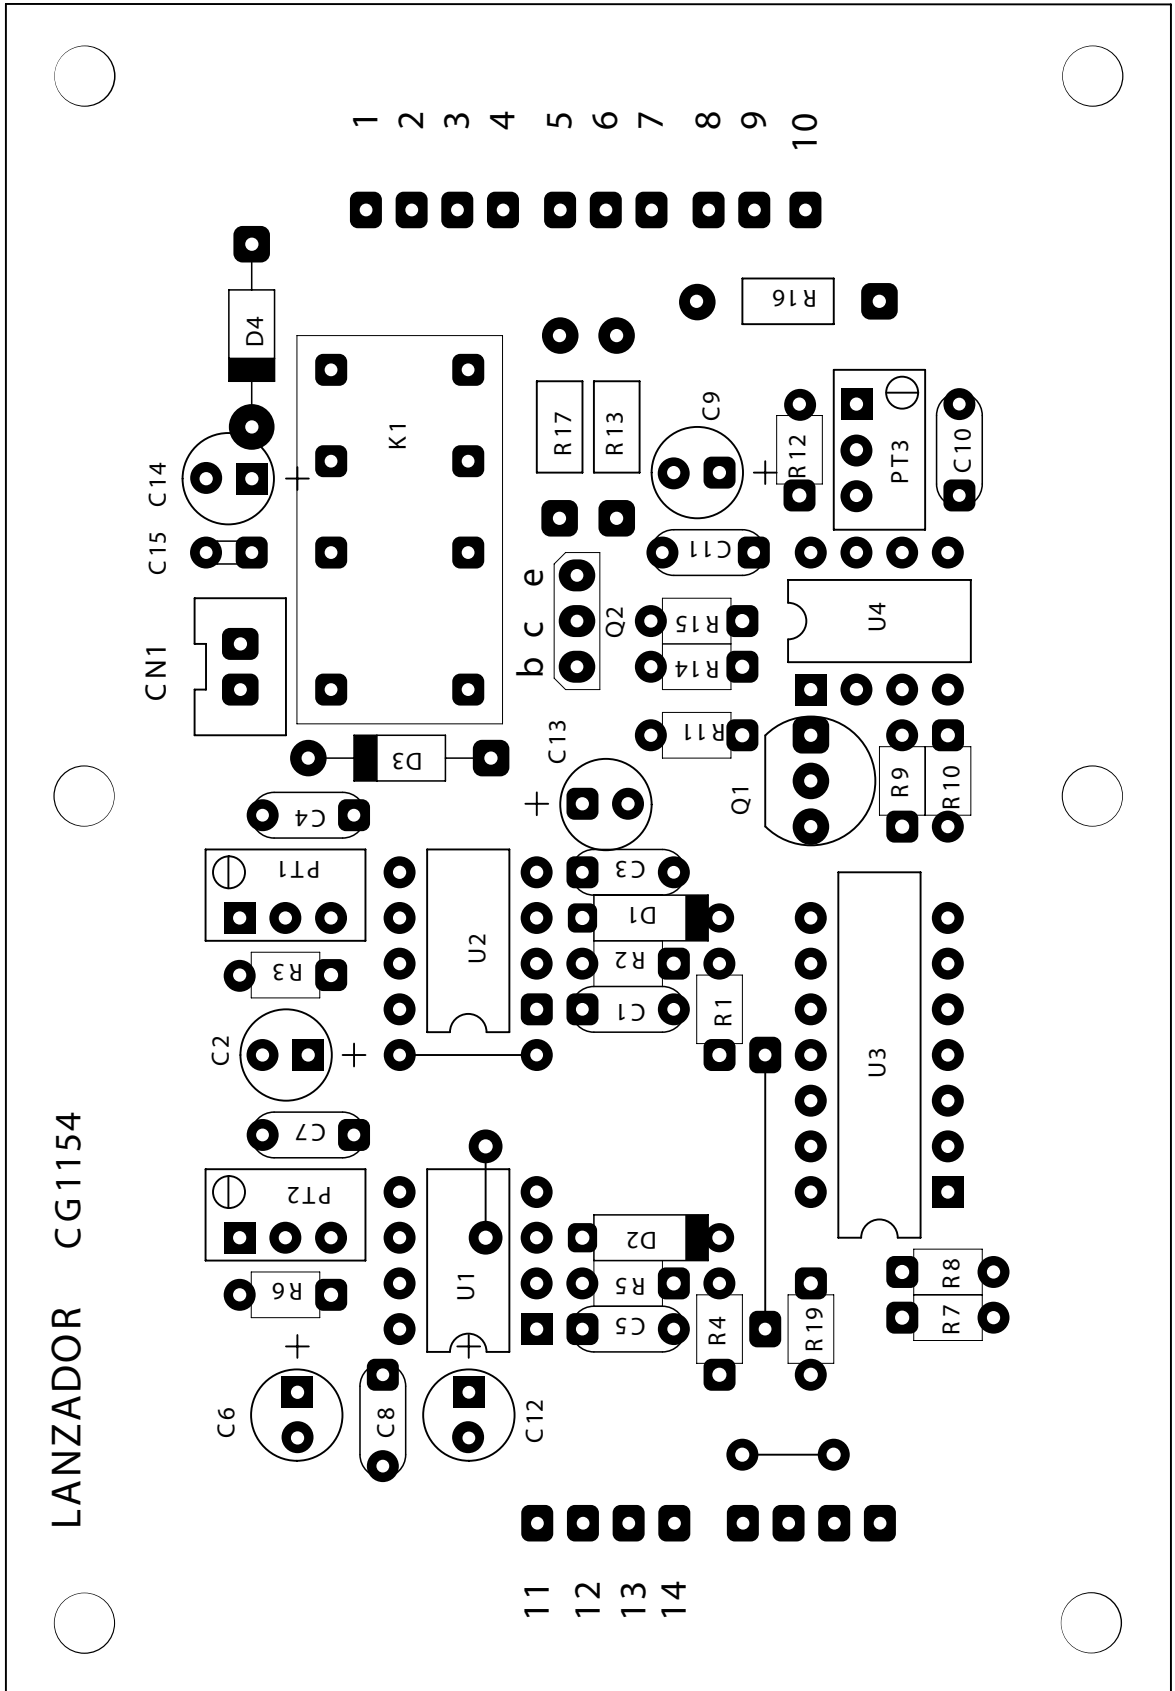 LANZADOR CG1154
1
2
3
4
5
6
7
8
9
10
D4
R16
K1
C14
C15
R17
R13
C9
R12
PT3
C10
C11
e
c
b
Q2
R15
R14
R11
U4
CN1
D3
C13
Q1
R9
R10
C4
PT1
R3
C2
U2
C3
D1
R2
C1
R1
U3
C7
PT2
R6
U1
D2
R5
C5
R4
R19
R8
R7
C6
C8
C12
11
12
13
14
+
+
+
+
+
+